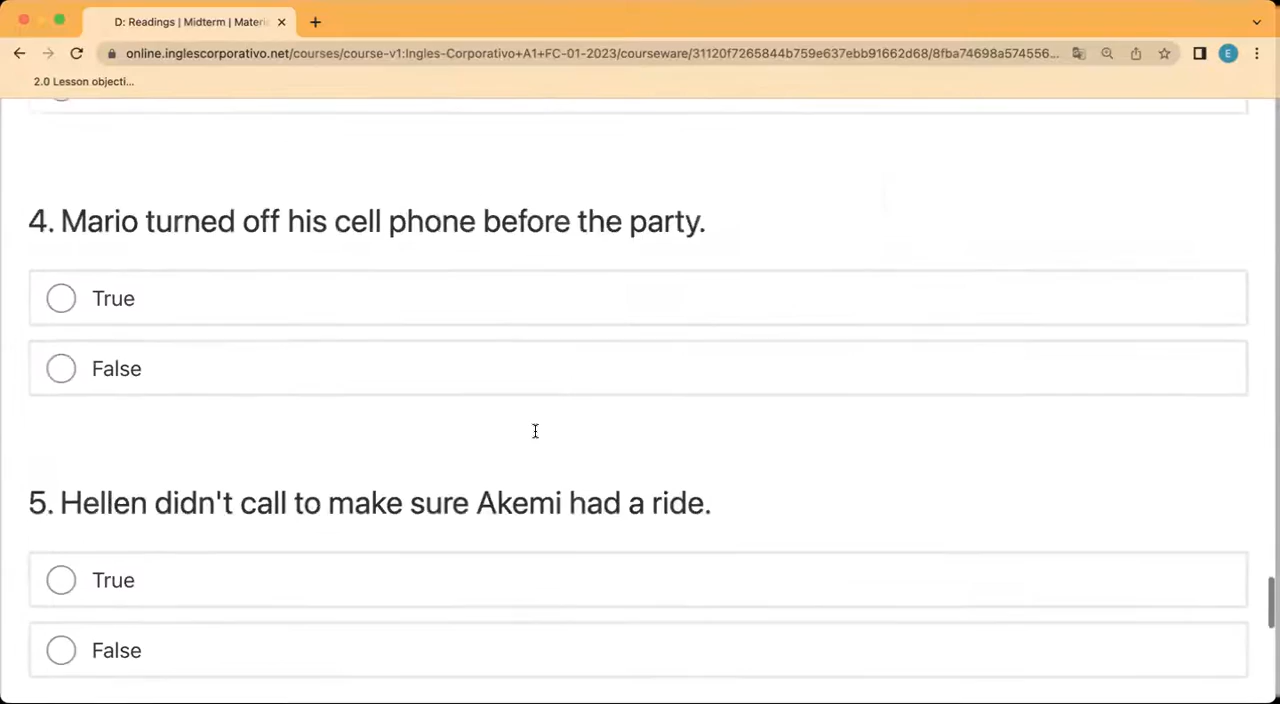 D: Readings | Midterm | Materi
online.inglescorporativo.net/courses/course-v1:Ingles-Corporativo+A1+FC-01-2023/courseware/31120f7265844b759e637ebb91662d68/8fba74698a574556...
E
2.0 Lesson objecti...
4. Mario turned off his cell phone before the party.
True
False
5. Hellen didn't call to make sure Akemi had a ride.
True
False